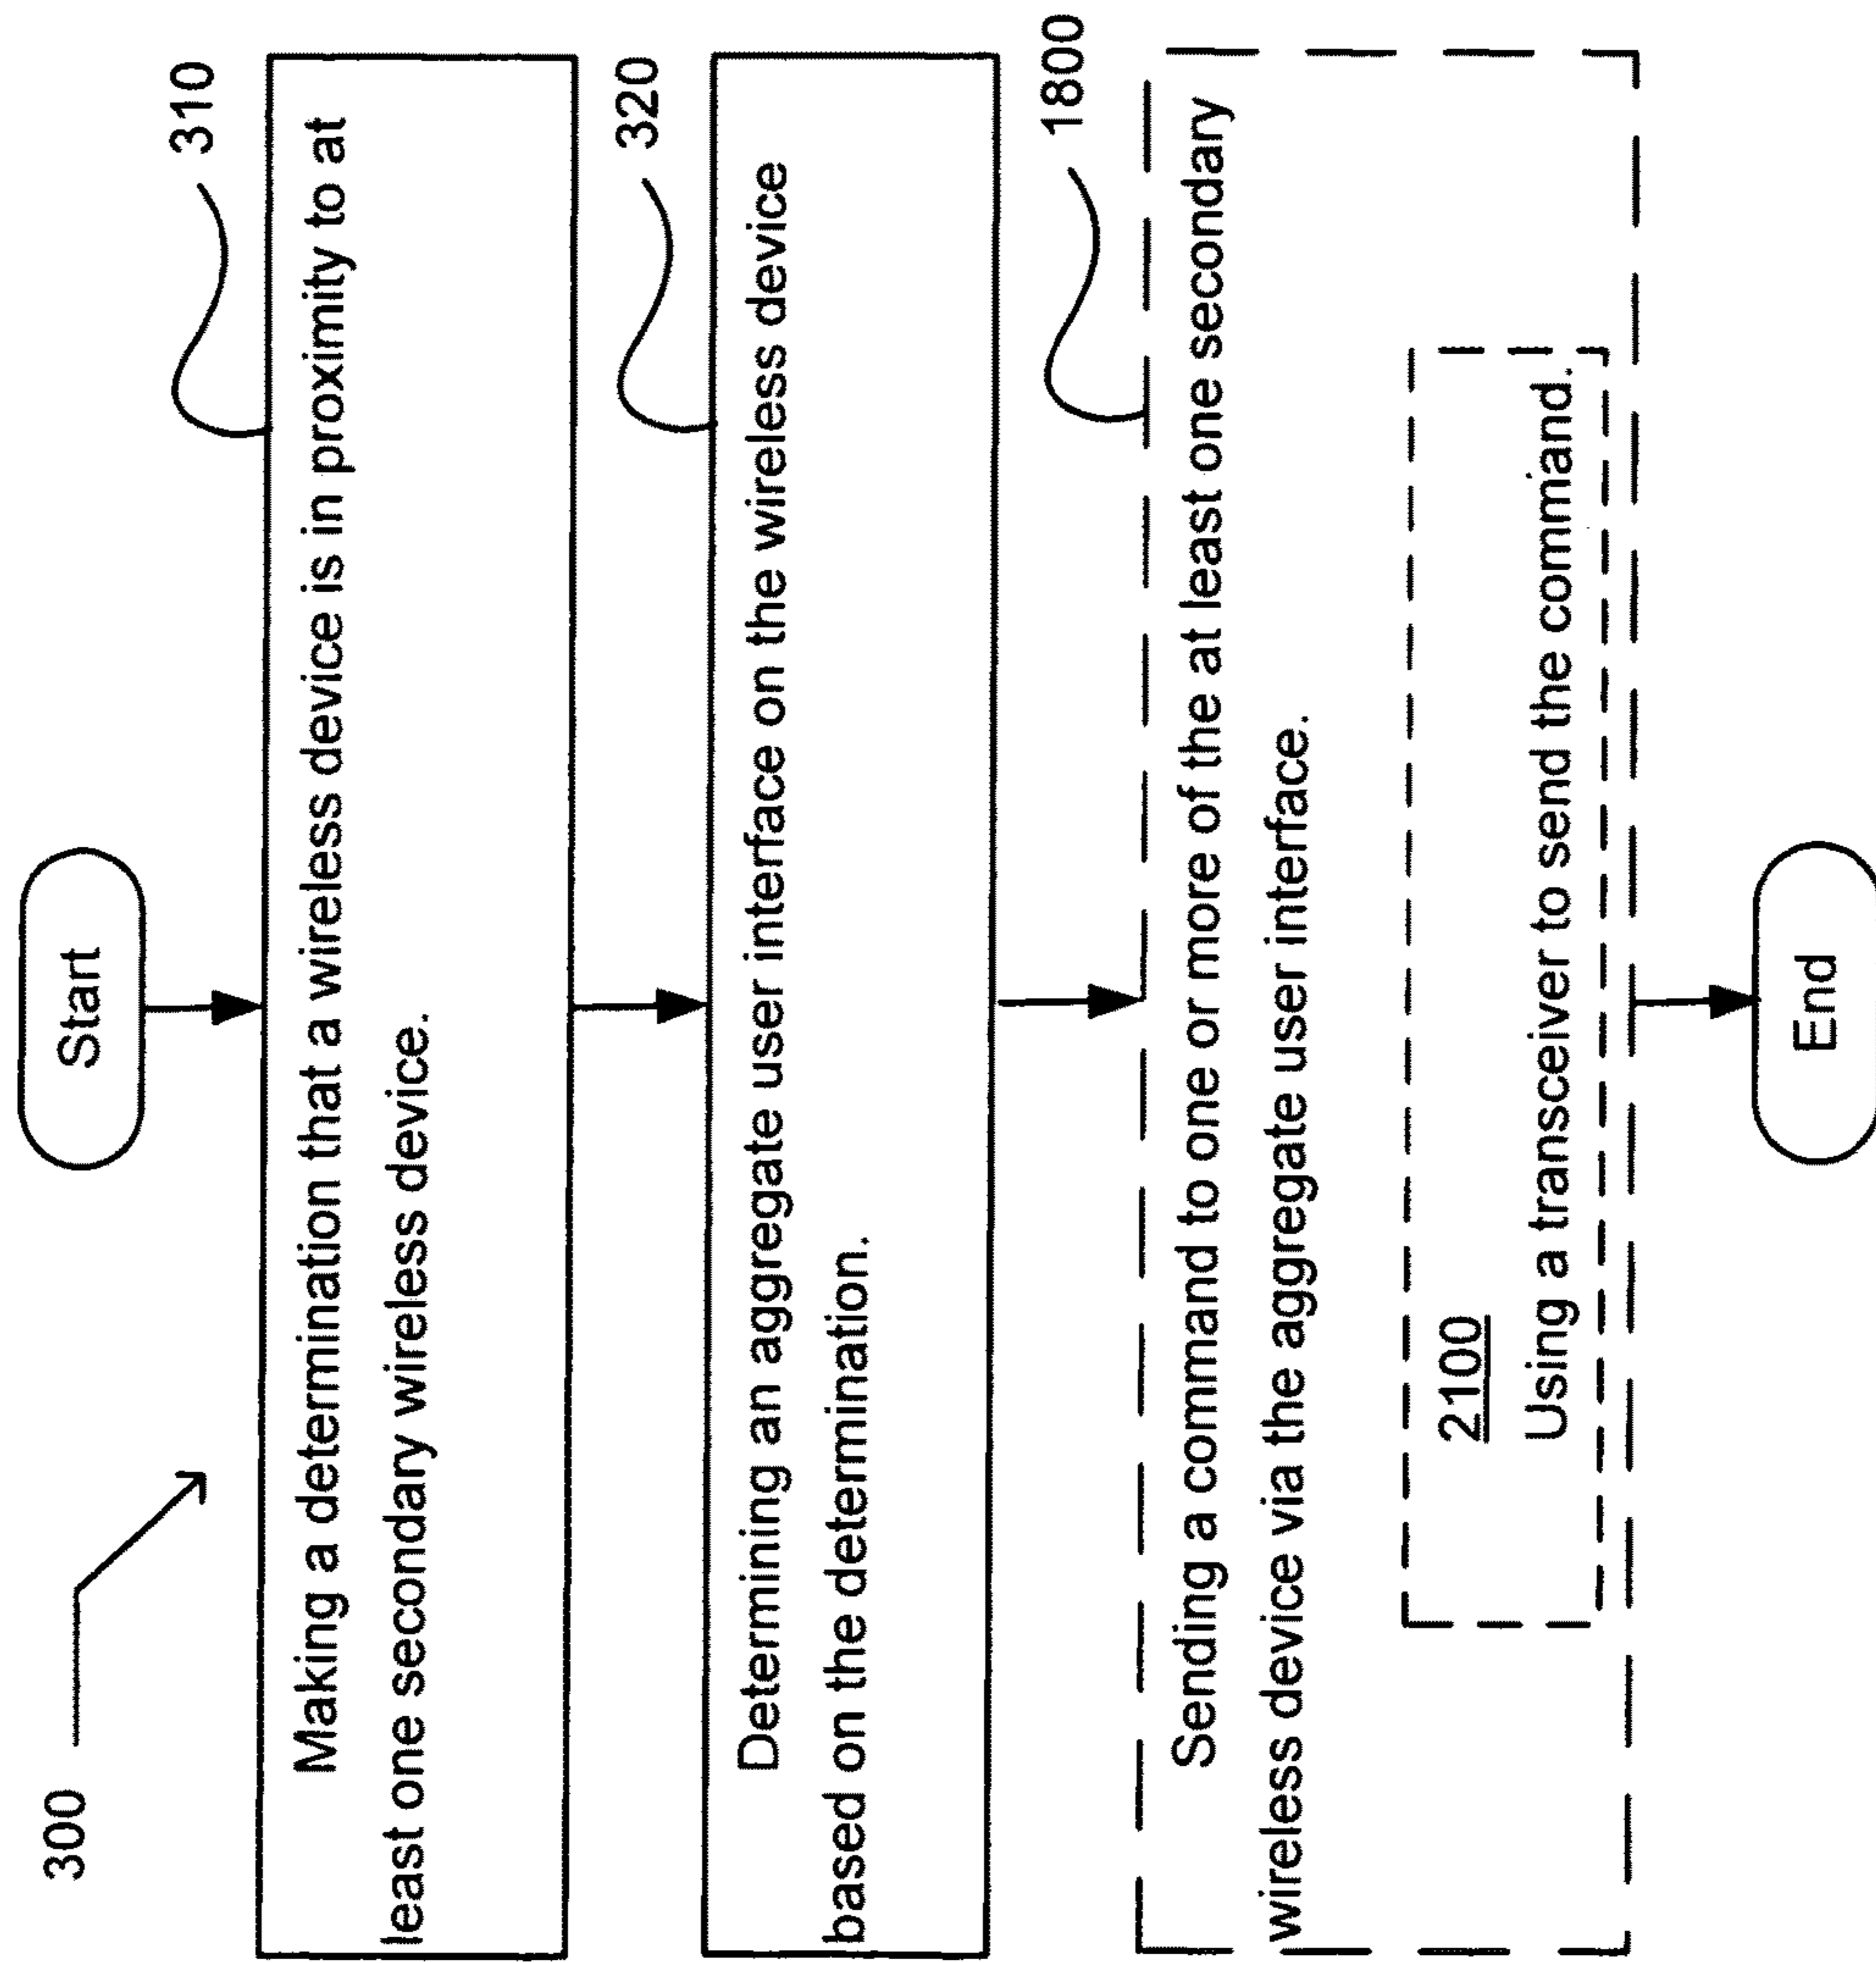 300
Start
310
Making a determination that a wireless device is in proximity to at
least one secondary wireless device.
320
Determining an aggregate user interface on the wireless device
based on the determination.
1800
Sending a command to one or more of the at least one secondary
wireless device via the aggregate user interface.
2100
Using a transceiver to send the command.
End